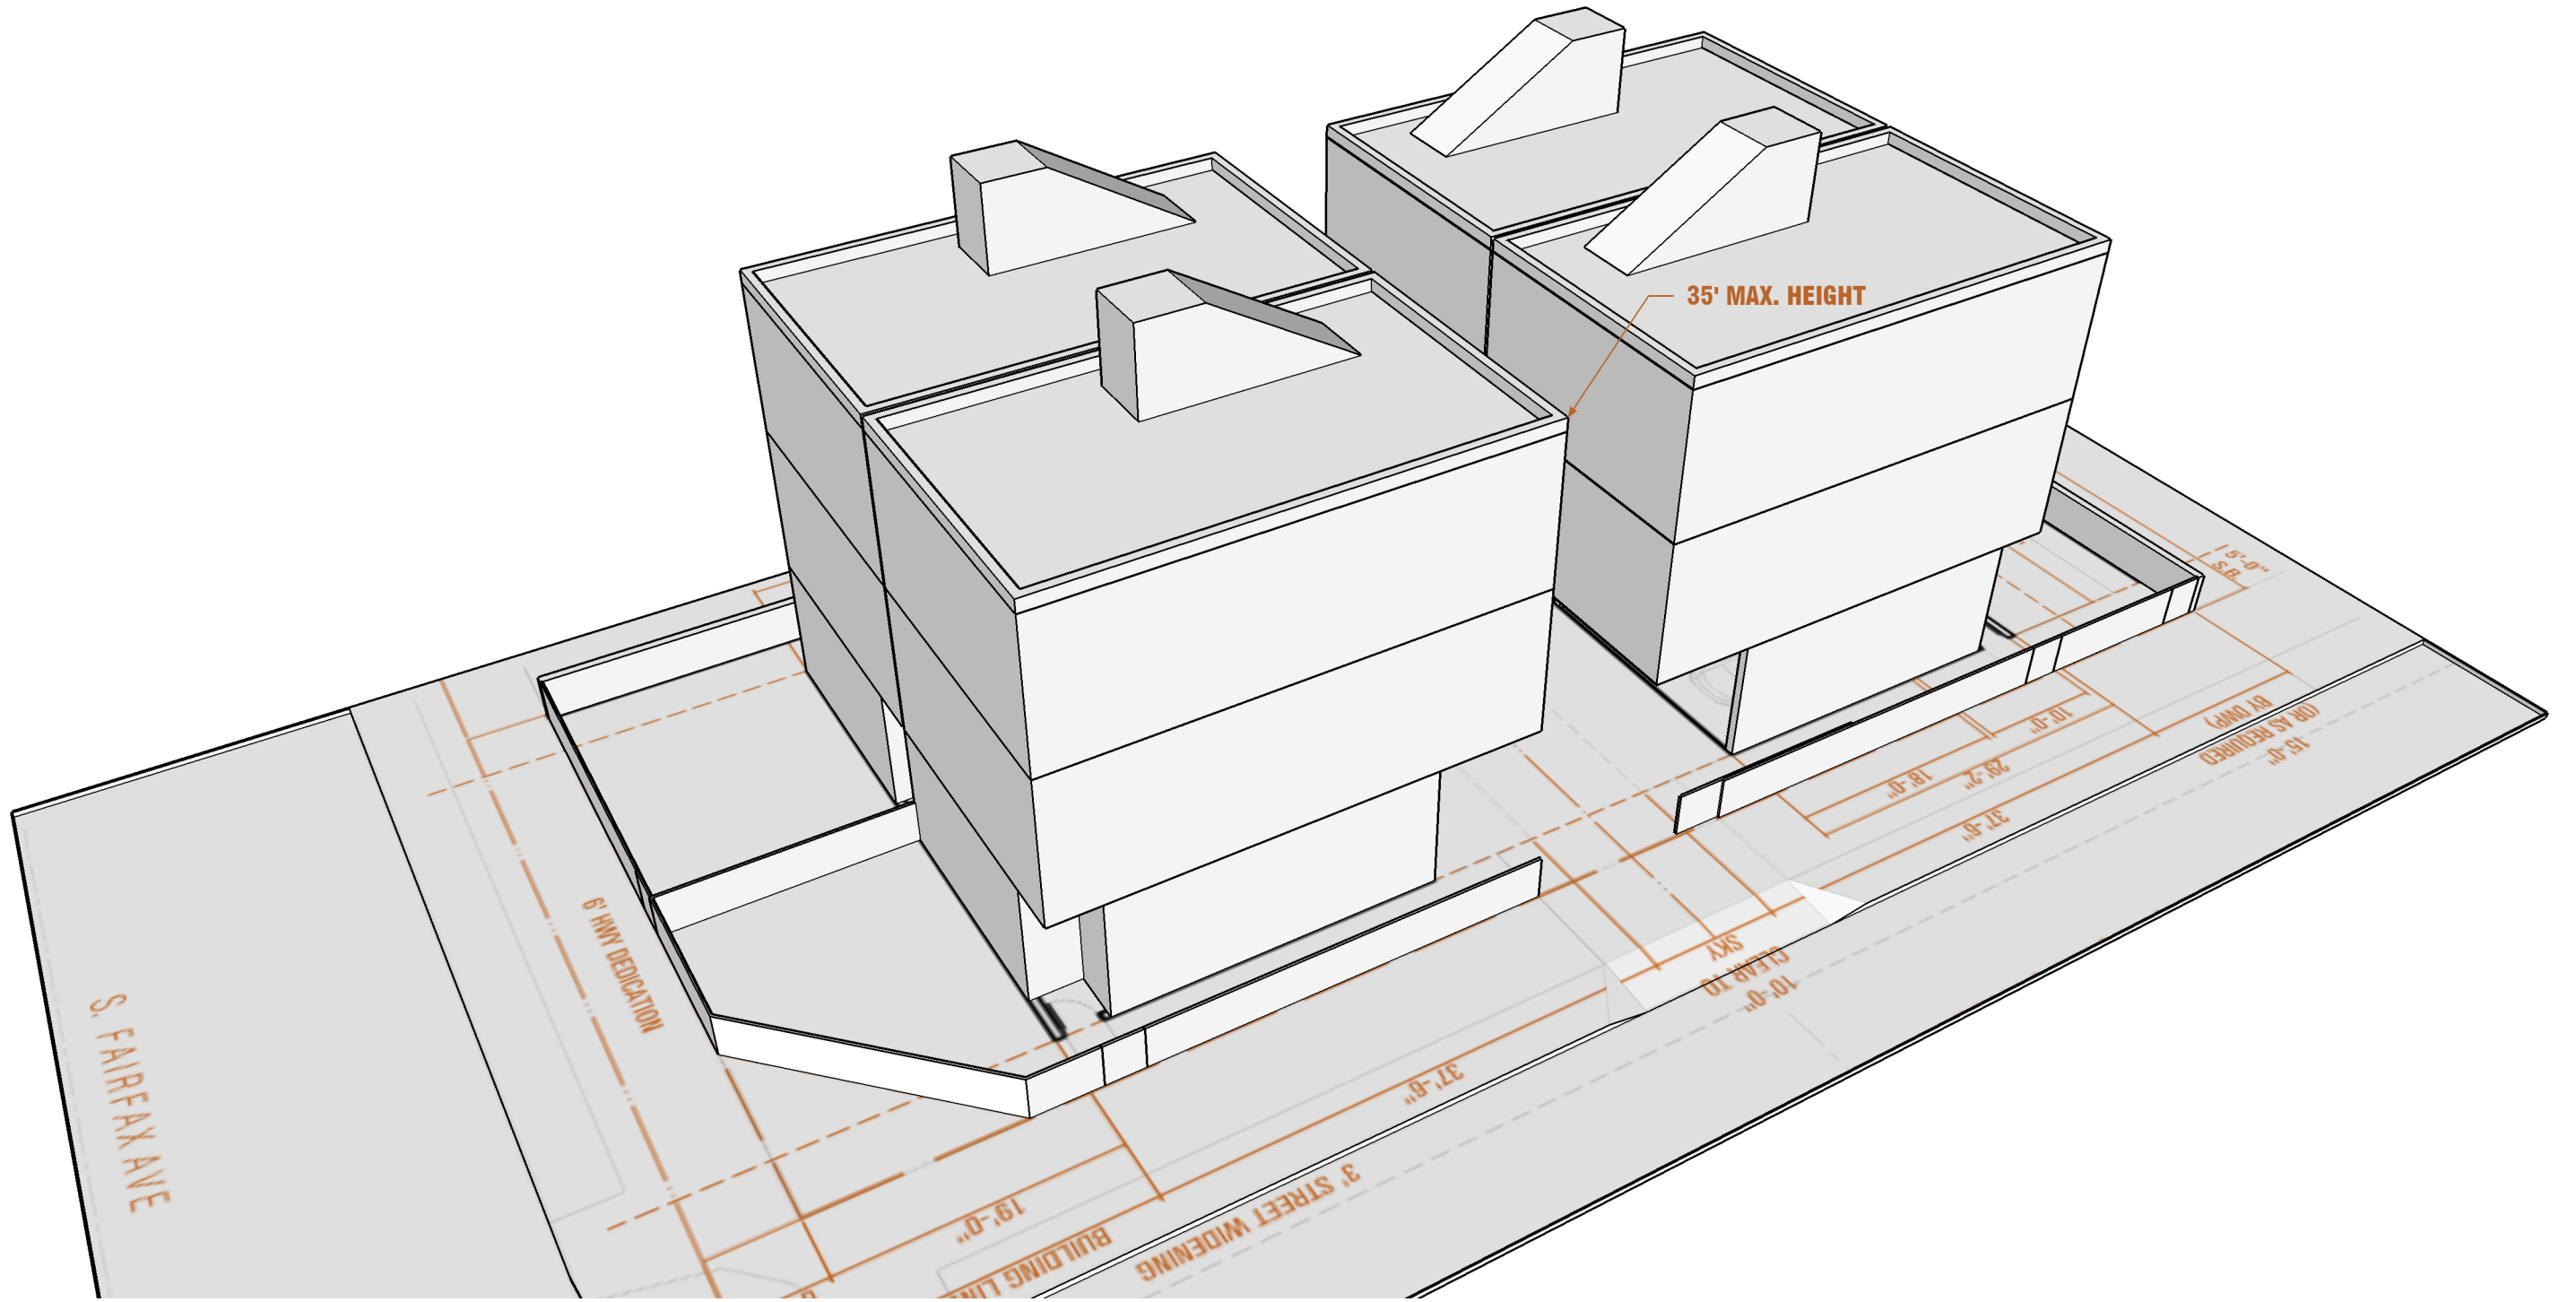 35' MAX. HEIGHT
5'-0"
S.B.
10'-0"
18'-0"
29'-2"
37'-6"
15'-0"
(OR AS REQUIRED
BY DWP)
10'-0"
CLEAR TO
SKY
37'-6"
19'-0"
BUILDING LIN
3' STREET WIDENING
6' HWY DEDICATION
S. FAIRFAX AVE